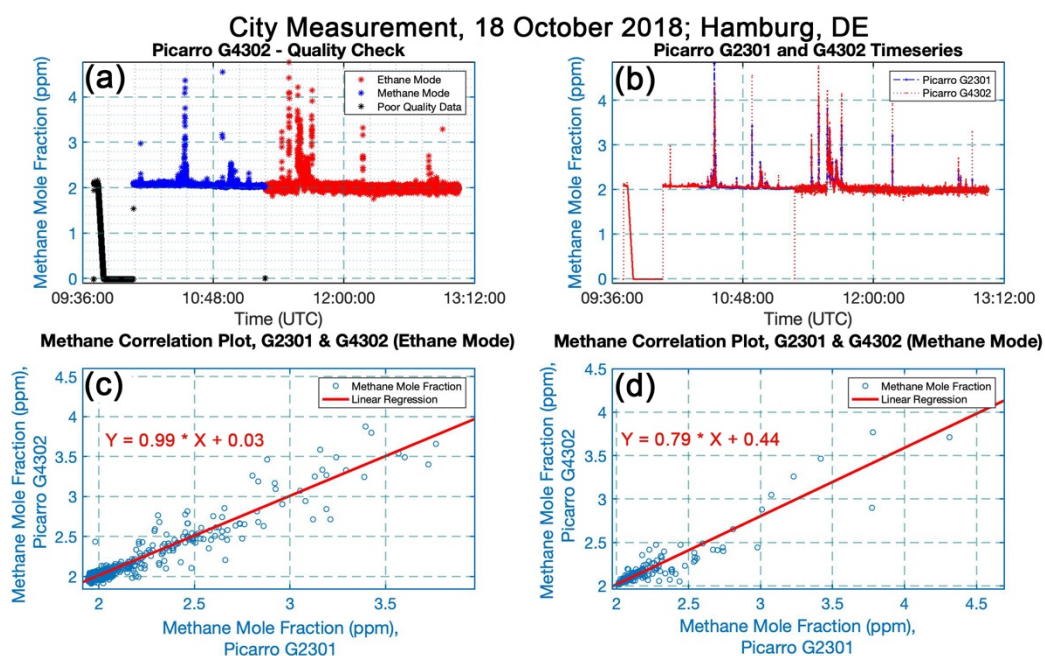 City Measurement, 18 October 2018; Hamburg, DE
Picarro G4302 - Quality Check
(a)
Ethane Mode
Methane Mode
Poor Quality Data
Methane Mole Fraction (ppm)
4
3
2
1
0
09:36:00 10:48:00 12:00:00 13:12:00
Time (UTC)
Picarro G2301 and G4302 Timeseries
(b)
Picarro G2301
Picarro G4302
Methane Mole Fraction (ppm)
4
3
2
1
0
09:36:00 10:48:00 12:00:00 13:12:00
Time (UTC)
Methane Correlation Plot, G2301 & G4302 (Ethane Mode)
(c)
Methane Mole Fraction
Linear Regression
Y = 0.99 * X + 0.03
Methane Mole Fraction (ppm),
Picarro G4302
4.5
4
3.5
3
2.5
2
2 2.5 3 3.5
Methane Mole Fraction (ppm),
Picarro G2301
Methane Correlation Plot, G2301 & G4302 (Methane Mode)
(d)
Methane Mole Fraction
Linear Regression
Y = 0.79 * X + 0.44
Methane Mole Fraction (ppm),
Picarro G4302
4.5
4
3.5
3
2.5
2
2 2.5 3 3.5 4 4.5
Methane Mole Fraction (ppm),
Picarro G2301